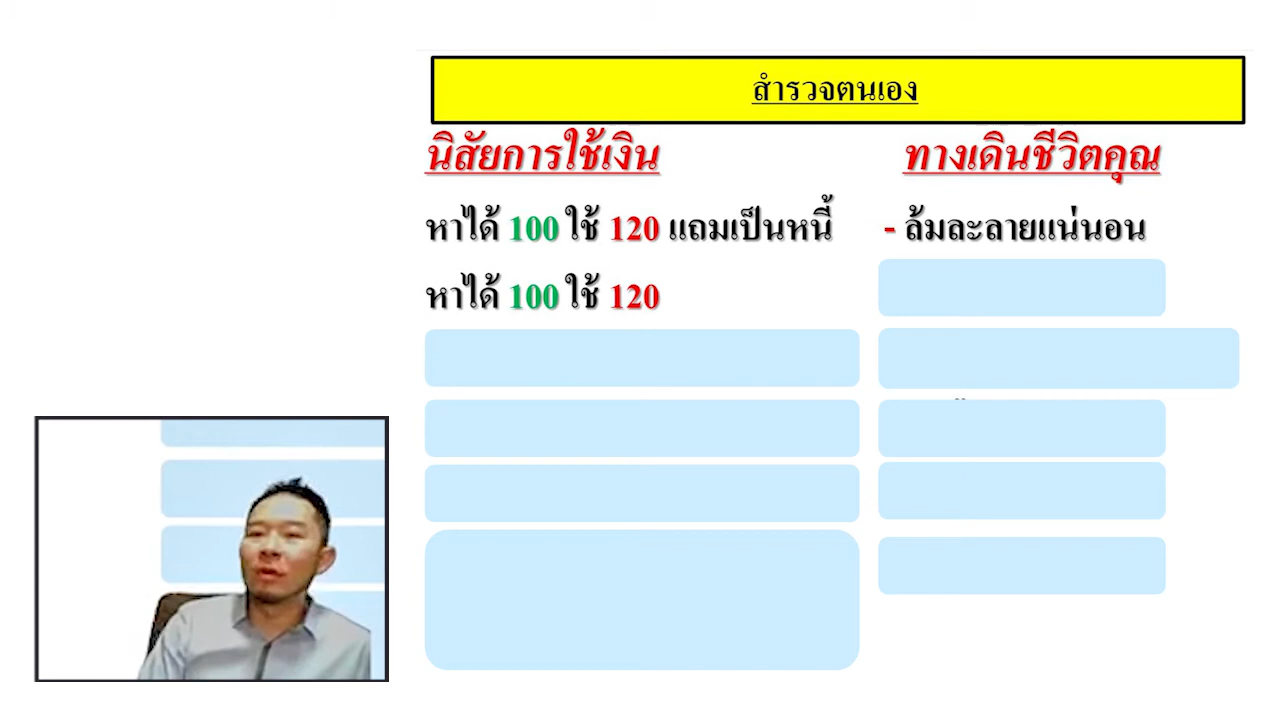 สำรวจตนเอง
นิสัยการใช้เงิน ทางเดินชีวิตคุณ
หาได้ 100 ใช้ 120 แถมเป็นหนี้ - ล้มละลายแน่นอน
หาได้ 100 ใช้ 120